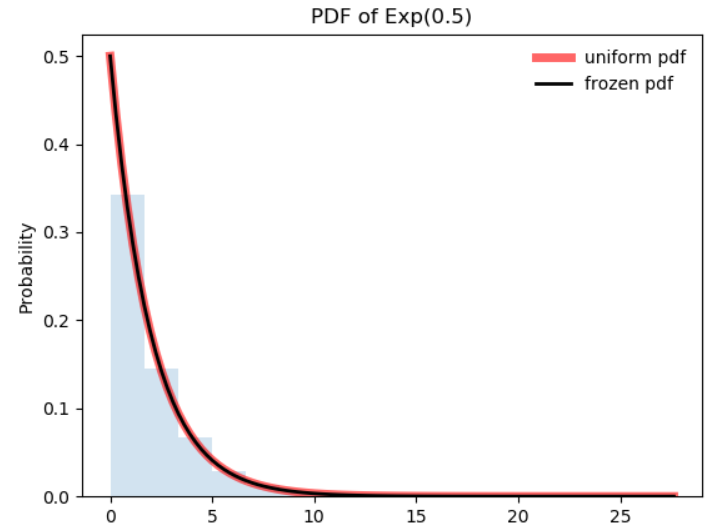 PDF of Exp(0.5)
uniform pdf
frozen pdf
Probability
0.5
0.4
0.3
0.2
0.1
0.0
0 5 10 15 20 25